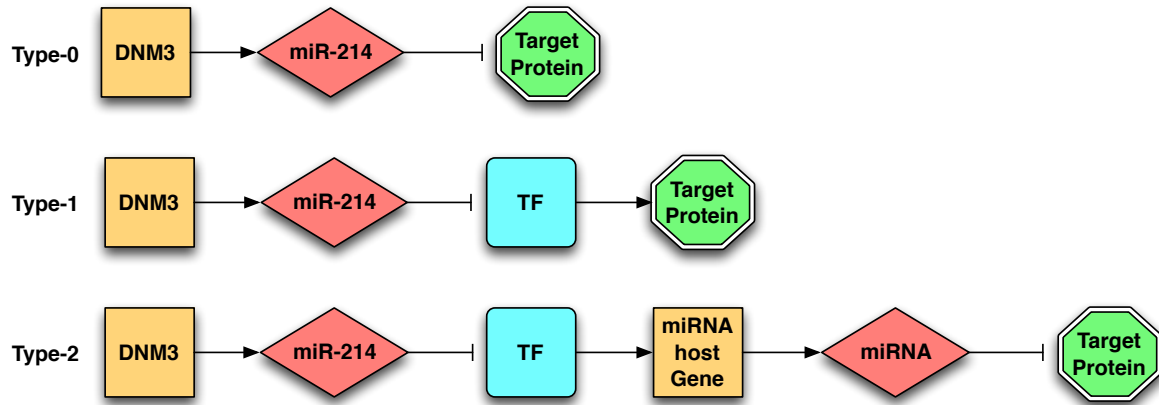 Type-0
DNM3
miR-214
Target
Protein
Type-1
DNM3
miR-214
TF
Target
Protein
Type-2
DNM3
miR-214
TF
miRNA
host
Gene
miRNA
Target
Protein